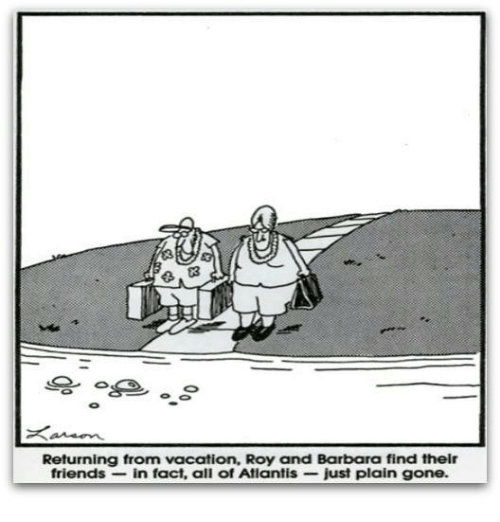 Larson
Returning from vacation, Roy and Barbara find their
friends — in fact, all of Atlantis — just plain gone.